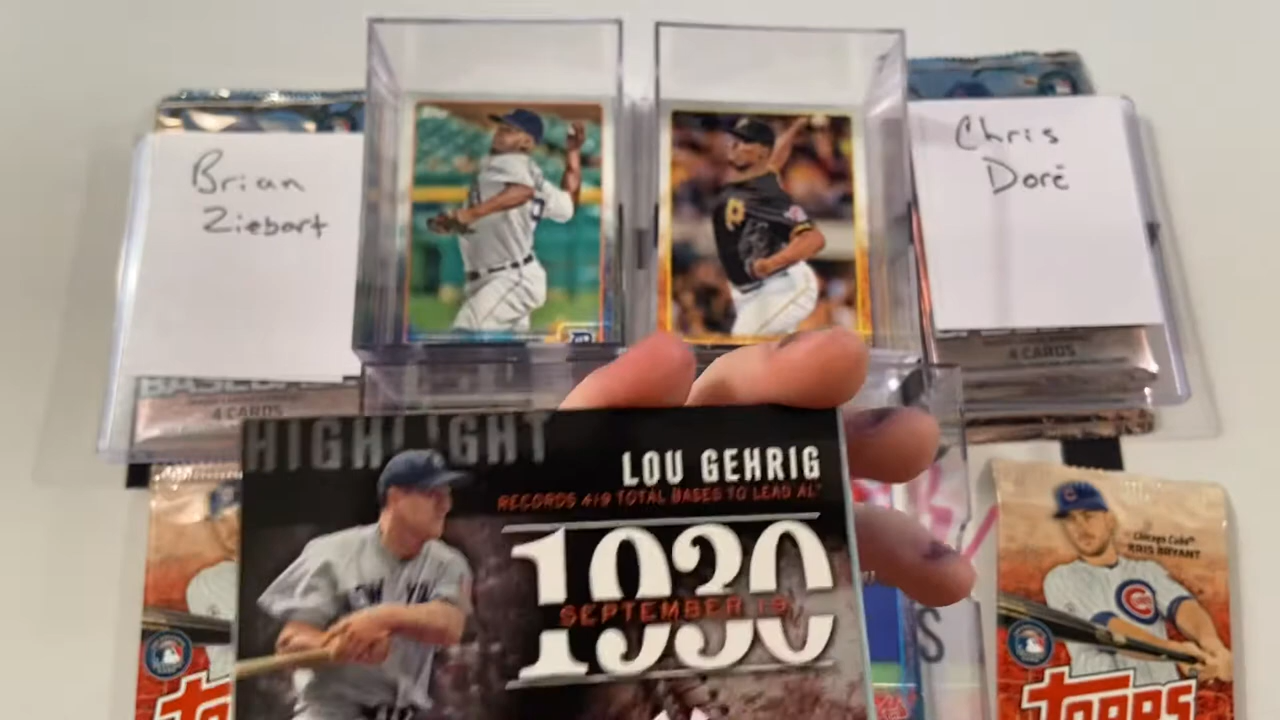 Brian
Ziebart
Chris
Doré
4 CARDS
4 CARDS
HIGHLIGHT
LOU GEHRIG
RECORDS 419 TOTAL BASES TO LEAD AL
1930
SEPTEMBER 19
Chicago Cubs
KRIS BRYANT
TOPPS